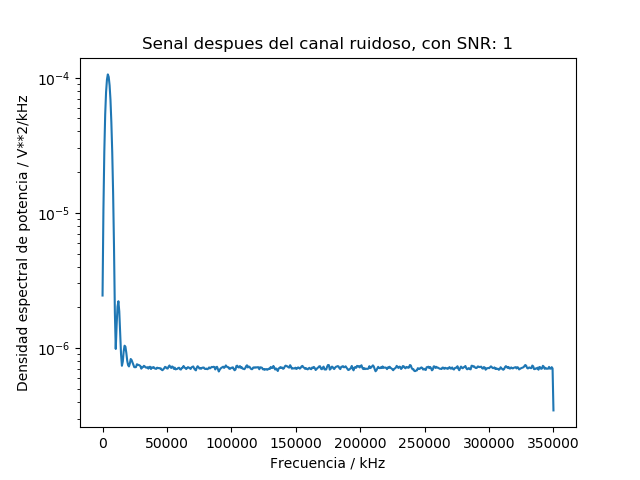 Senal despues del canal ruidoso, con SNR: 1
Densidad espectral de potencia / V**2/kHz
10⁻⁴
10⁻⁵
10⁻⁶
0 50000 100000 150000 200000 250000 300000 350000
Frecuencia / kHz